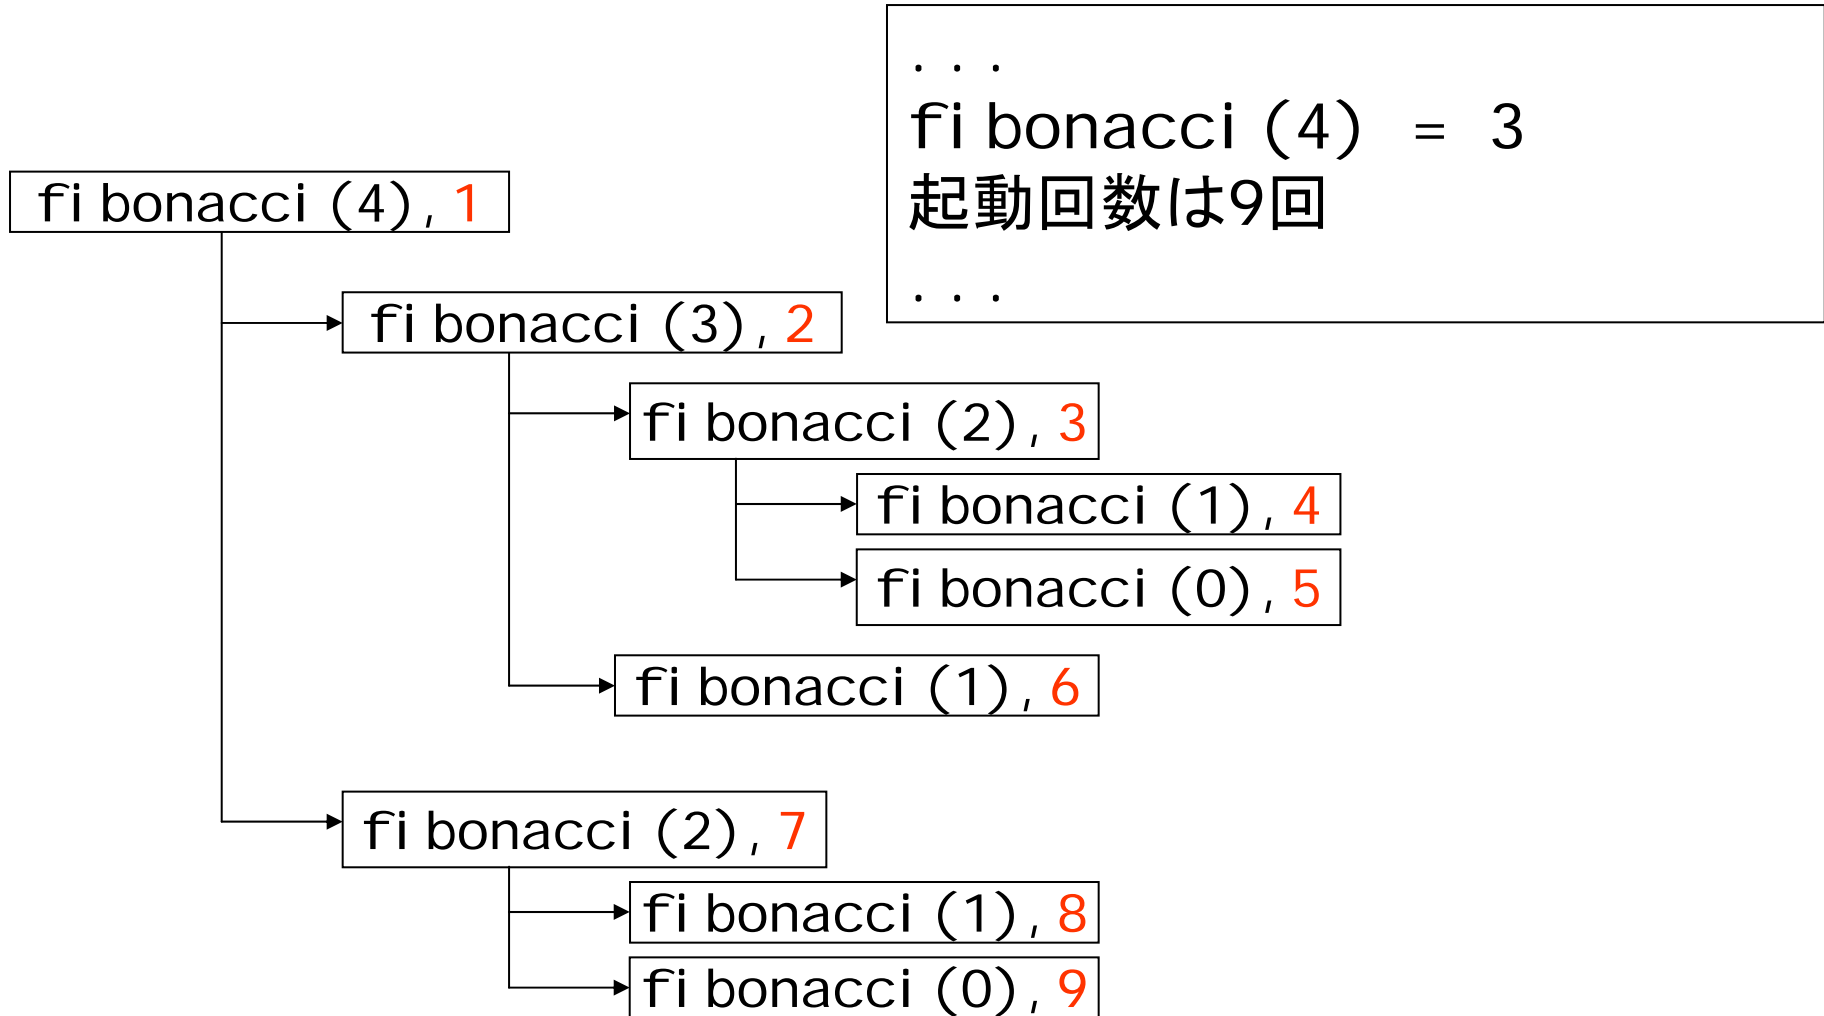 ...
fibonacci(4) = 3
起動回数は9回
...
fibonacci(4),1
fibonacci(3),2
fibonacci(2),3
fibonacci(1),4
fibonacci(0),5
fibonacci(1),6
fibonacci(2),7
fibonacci(1),8
fibonacci(0),9